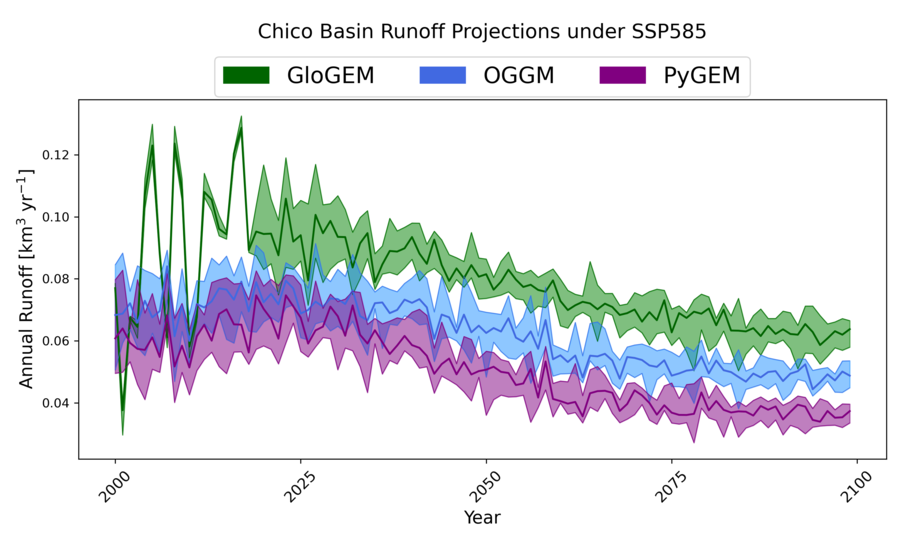 Chico Basin Runoff Projections under SSP585
GloGEM OGGM PyGEM
Annual Runoff [km³ yr⁻¹]
0.12
0.10
0.08
0.06
0.04
2000 2025 2050 2075 2100
Year